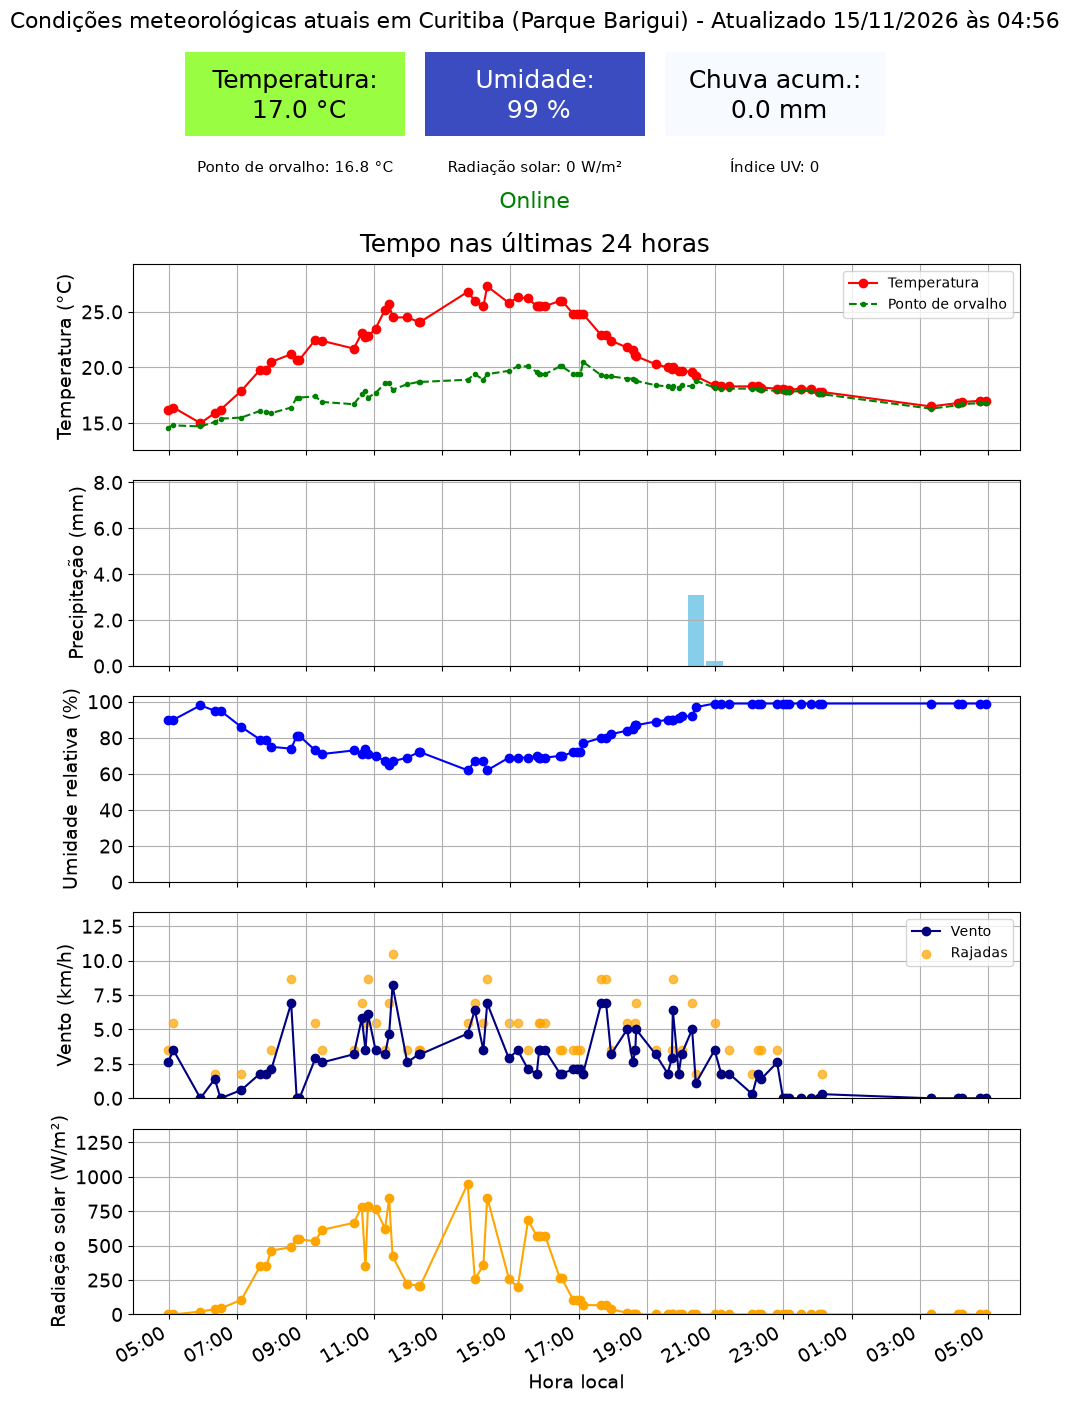 Condições meteorológicas atuais em Curitiba (Parque Barigui) - Atualizado 15/11/2026 às 04:56
Temperatura:
17.0 °C
Umidade:
99 %
Chuva acum.:
0.0 mm
Ponto de orvalho: 16.8 °C
Radiação solar: 0 W/m²
Índice UV: 0
Online
Tempo nas últimas 24 horas
Temperatura (°C)
25.0
20.0
15.0
Temperatura
Ponto de orvalho
Precipitação (mm)
8.0
6.0
4.0
2.0
0.0
Umidade relativa (%)
100
80
60
40
20
0
Vento (km/h)
12.5
10.0
7.5
5.0
2.5
0.0
Vento
Rajadas
Radiação solar (W/m²)
1250
1000
750
500
250
0
05:00
07:00
09:00
11:00
13:00
15:00
17:00
19:00
21:00
23:00
01:00
03:00
05:00
Hora local